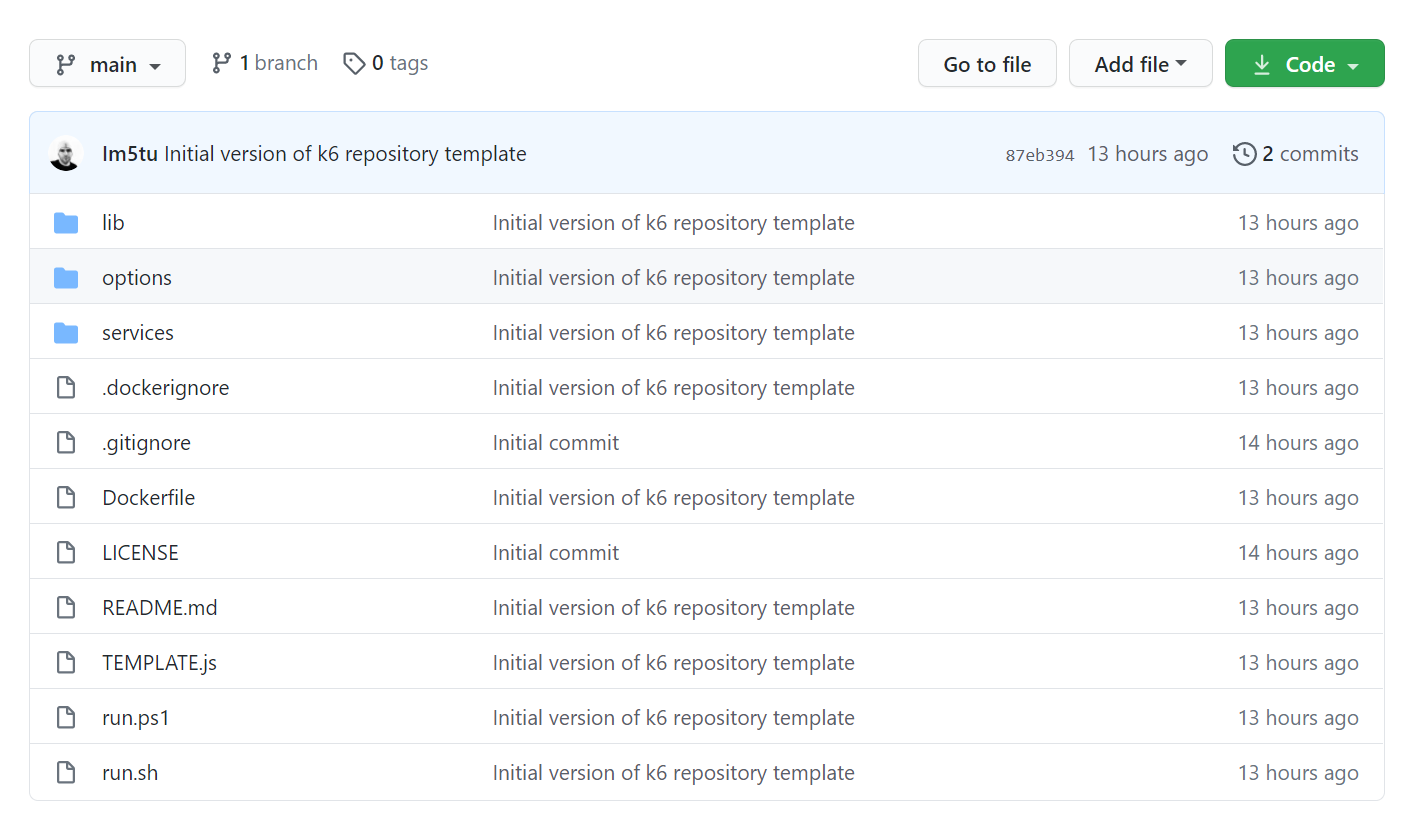 main 1 branch 0 tags Go to file Add file Code
lm5tu Initial version of k6 repository template 87eb394 13 hours ago 2 commits
lib Initial version of k6 repository template 13 hours ago
options Initial version of k6 repository template 13 hours ago
services Initial version of k6 repository template 13 hours ago
.dockerignore Initial version of k6 repository template 13 hours ago
.gitignore Initial commit 14 hours ago
Dockerfile Initial version of k6 repository template 13 hours ago
LICENSE Initial commit 14 hours ago
README.md Initial version of k6 repository template 13 hours ago
TEMPLATE.js Initial version of k6 repository template 13 hours ago
run.ps1 Initial version of k6 repository template 13 hours ago
run.sh Initial version of k6 repository template 13 hours ago